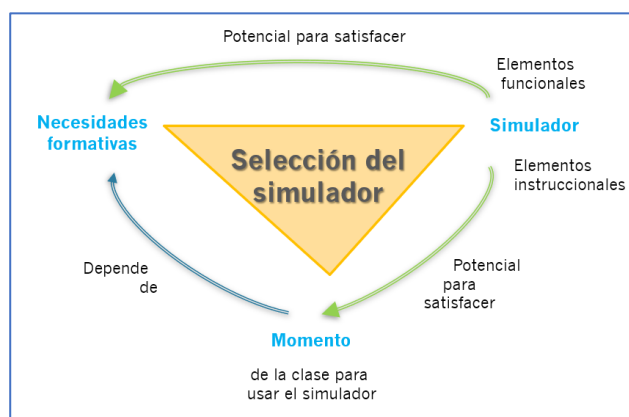 Potencial para satisfacer
Elementos
funcionales
Necesidades
formativas
Simulador
Selección del
simulador
Elementos
instruccionales
Depende
de
Potencial
para
satisfacer
Momento
de la clase para
usar el simulador